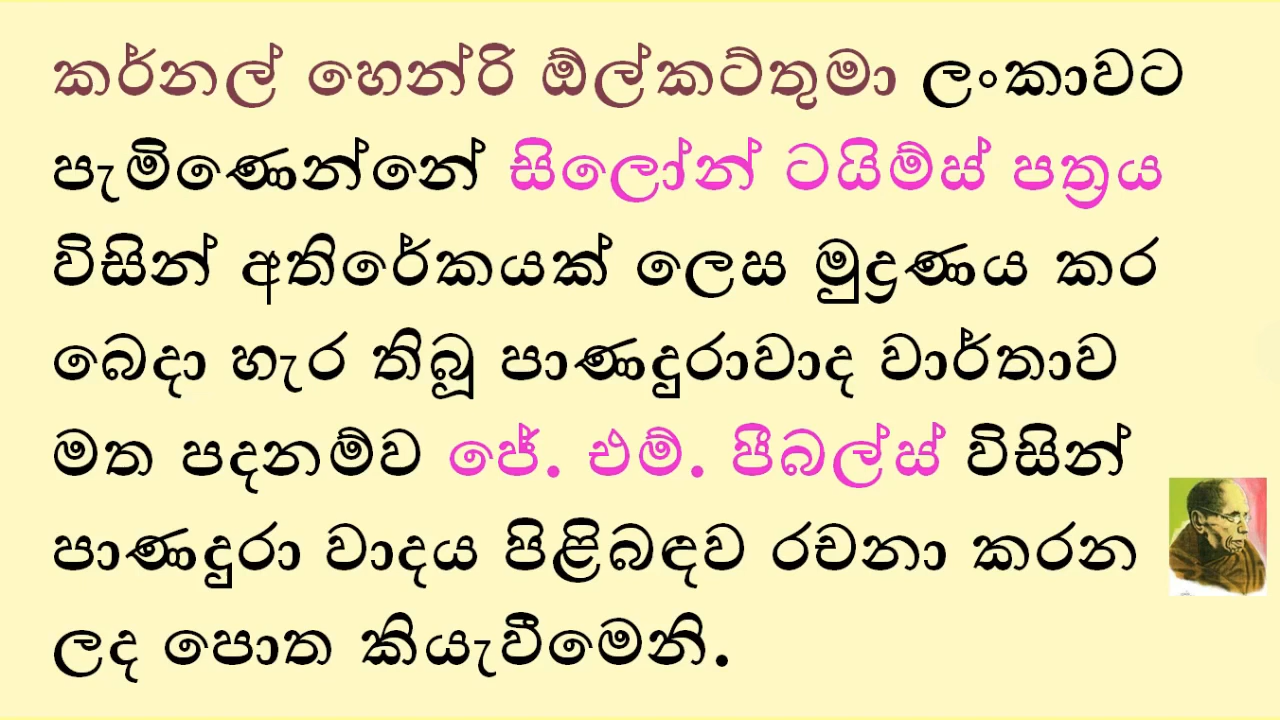 කර්නල් හෙන්රි ඕල්කට්තුමා ලංකාවට
පැමිණෙන්නේ සිලෝන් ටයිම්ස් පත්‍රය
විසින් අතිරේකයක් ලෙස මුද්‍රණය කර
බෙදා හැර තිබූ පාණදුරාවාද වාර්තාව
මත පදනම්ව ජේ. එම්. පීබල්ස් විසින්
පාණදුරා වාදය පිළිබඳව රචනා කරන
ලද පොත කියැවීමෙනි.